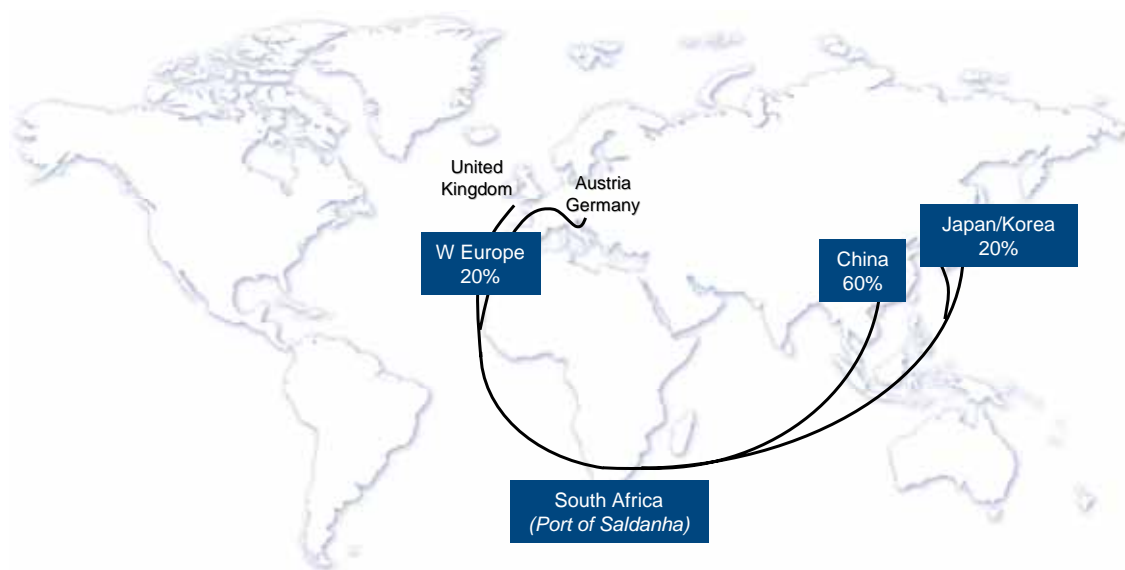 United
Kingdom
Austria
Germany
W Europe
20%
China
60%
Japan/Korea
20%
South Africa
(Port of Saldanha)